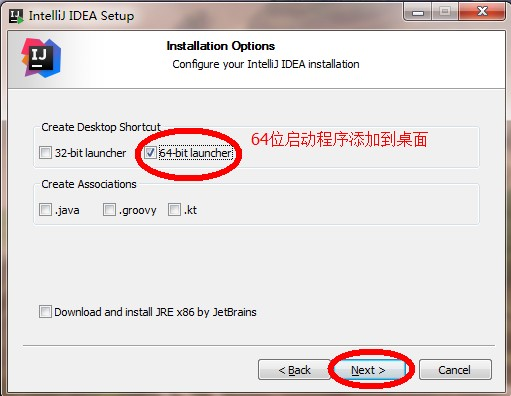 IntelliJ IDEA Setup
IJ
Installation Options
Configure your IntelliJ IDEA installation
Create Desktop Shortcut
32-bit launcher 64-bit launcher 64位启动程序添加到桌面
Create Associations
.java .groovy .kt
Download and install JRE x86 by JetBrains
< Back Next > Cancel